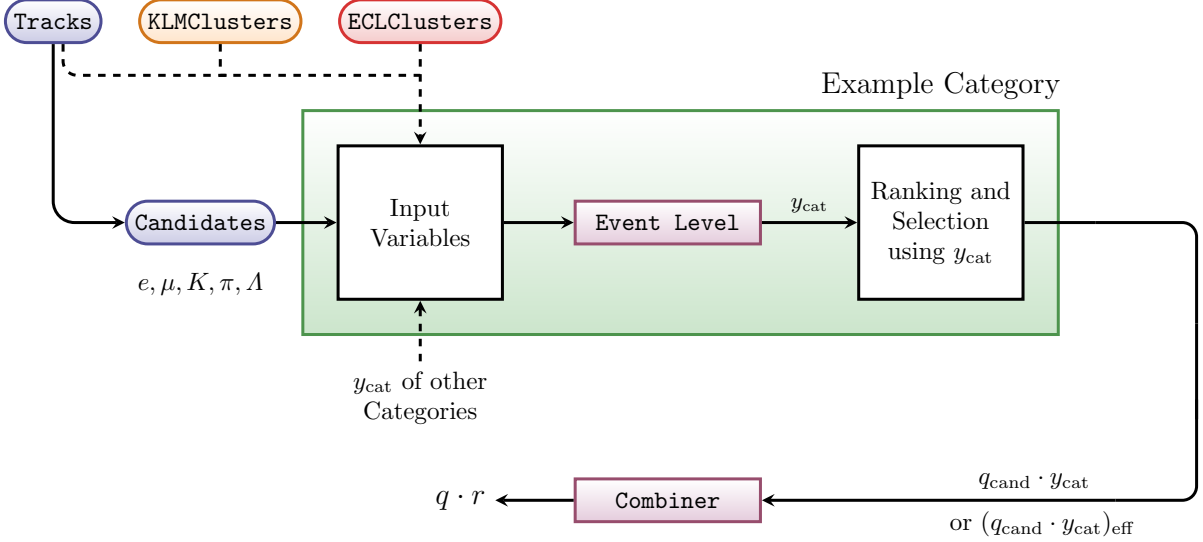 Tracks
KLMClusters
ECLClusters
Example Category
Input
Variables
Candidates
Event Level
y_cat
Ranking and
Selection
using y_cat
e, μ, K, π, Λ
y_cat of other
Categories
q · r
Combiner
q_cand · y_cat
or (q_cand · y_cat)_eff